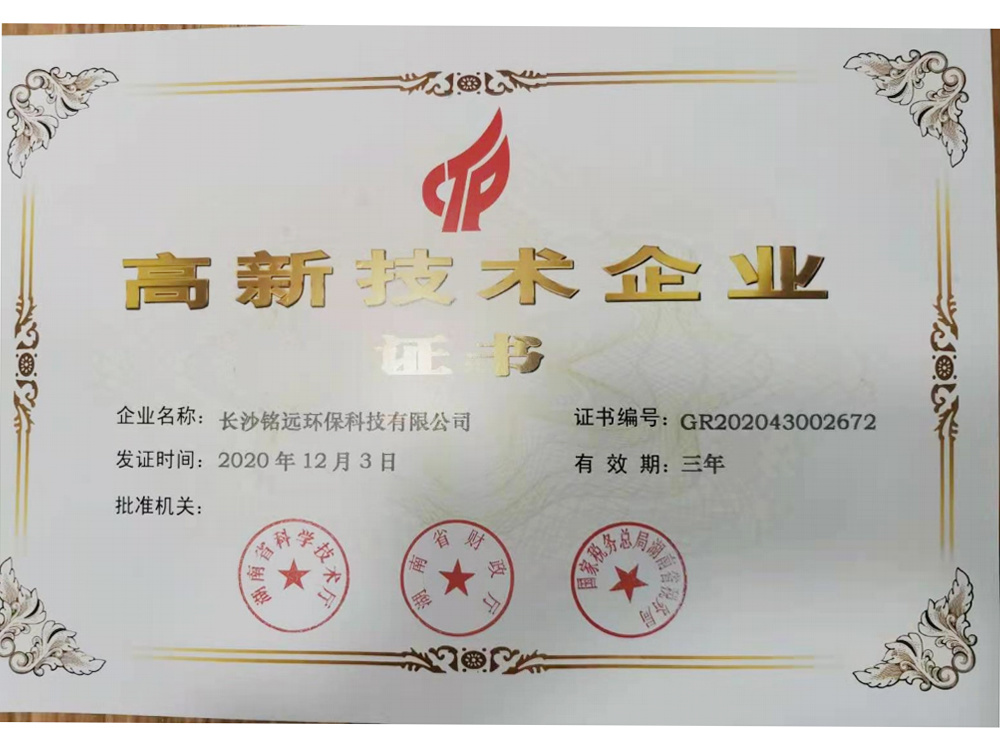 CTP
高新技术企业
证书
企业名称：长沙铭远环保科技有限公司
证书编号：GR202043002672
发证时间：2020年12月3日
有效期：三年
批准机关：
湖南省科学技术厅
湖南省财政厅
国家税务总局湖南省税务局